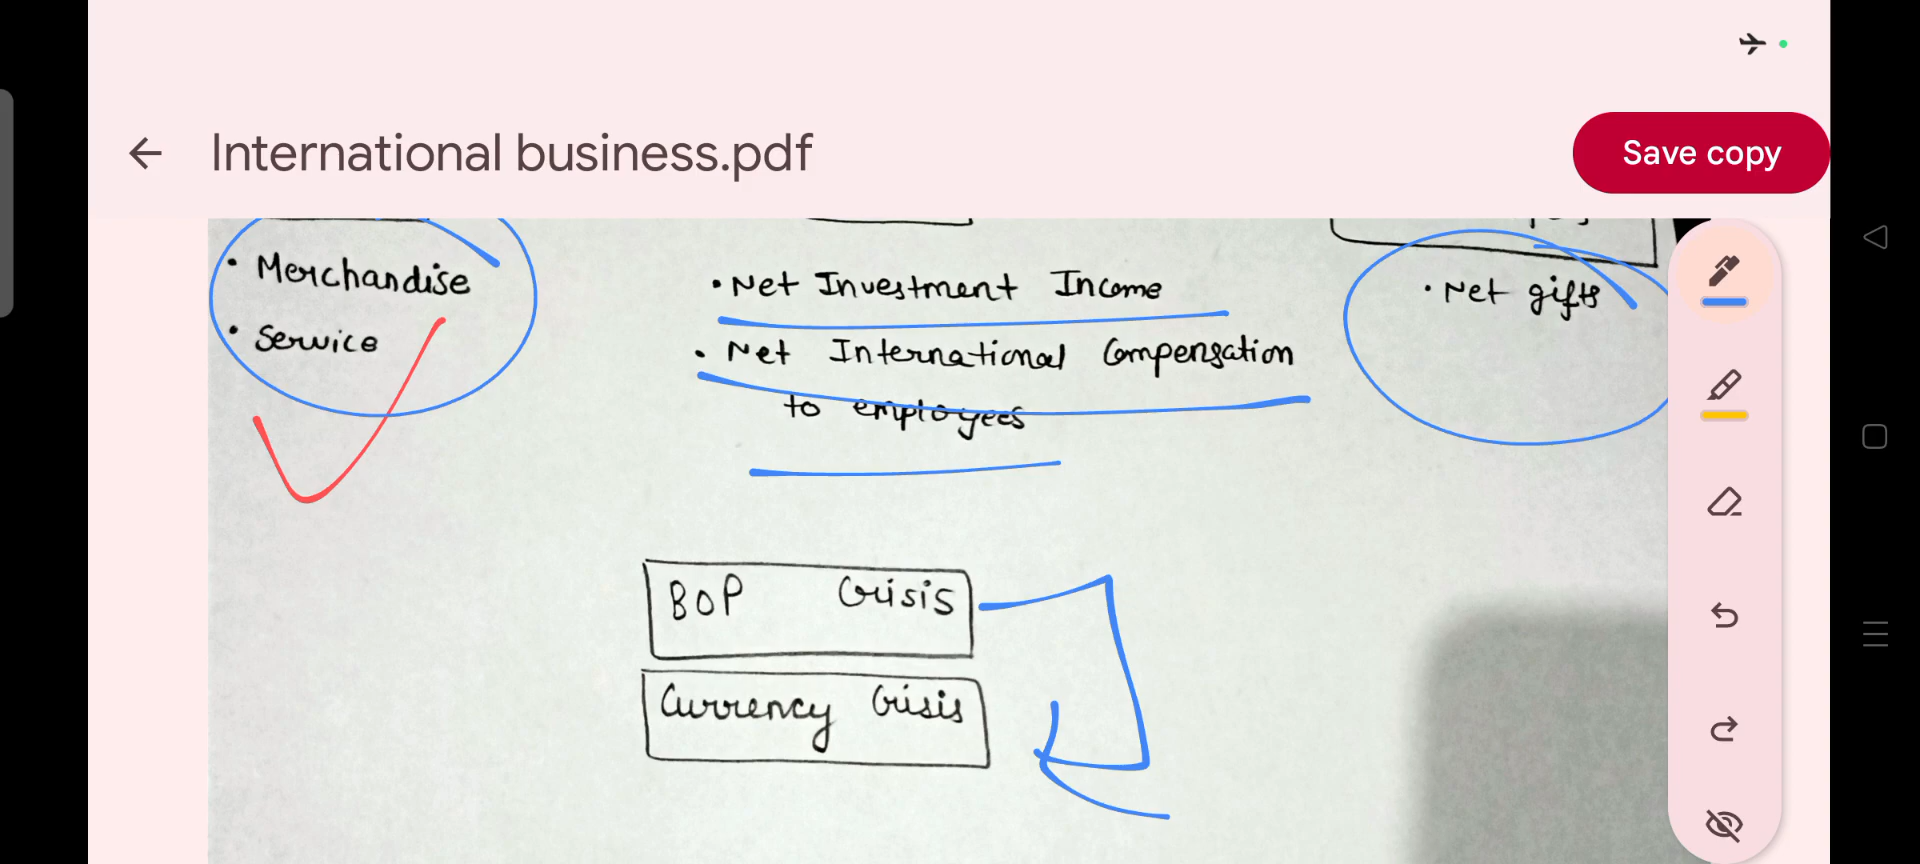 International business.pdf
Save copy
• Merchandise
• Service
• Net Investment Income
• Net International Compensation
to employees
• Net gifts
BOP Crisis
Currency Crisis